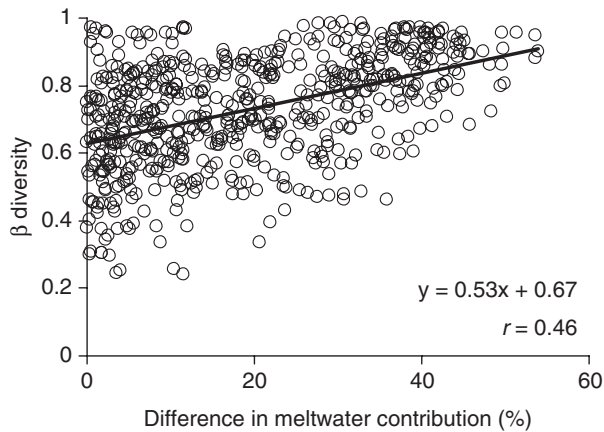 1
0.8
0.6
0.4
0.2
0
β diversity
y = 0.53x + 0.67
r = 0.46
0 20 40 60
Difference in meltwater contribution (%)